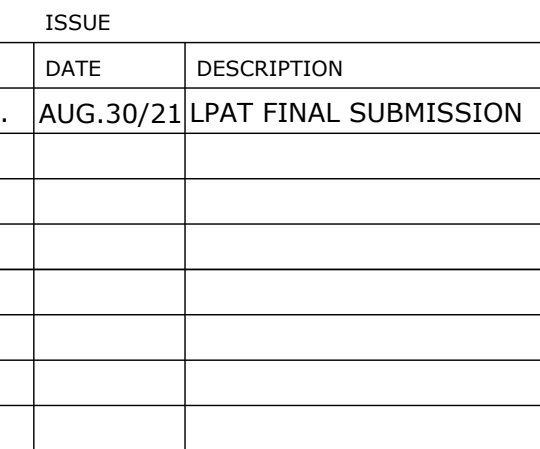 ISSUE
DATE DESCRIPTION
. AUG.30/21 LPAT FINAL SUBMISSION